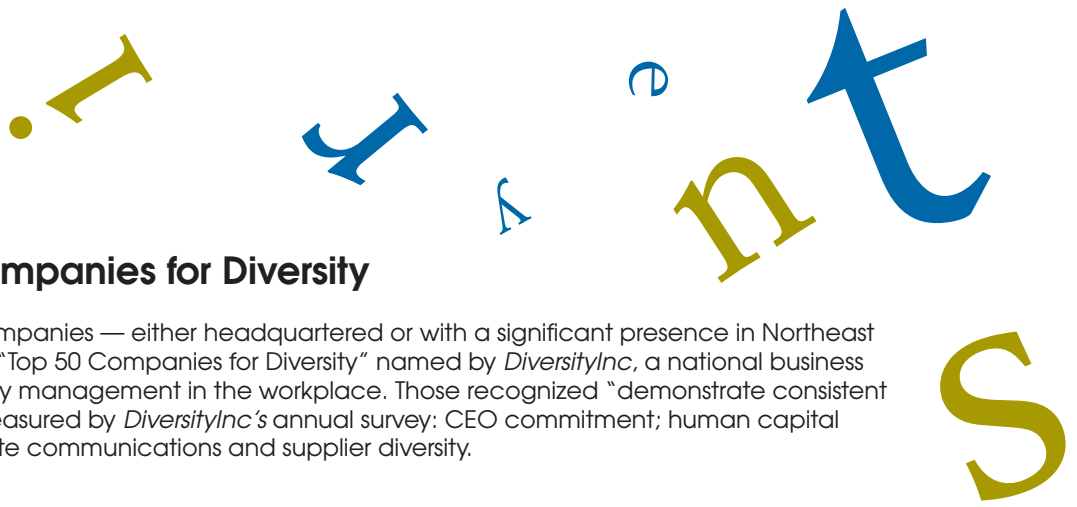 i
r
y
e
n
t
s
mpanies for Diversity
mpanies — either headquartered or with a significant presence in Northeast
“Top 50 Companies for Diversity” named by DiversityInc, a national business
y management in the workplace. Those recognized “demonstrate consistent
easured by DiversityInc’s annual survey: CEO commitment; human capital
te communications and supplier diversity.